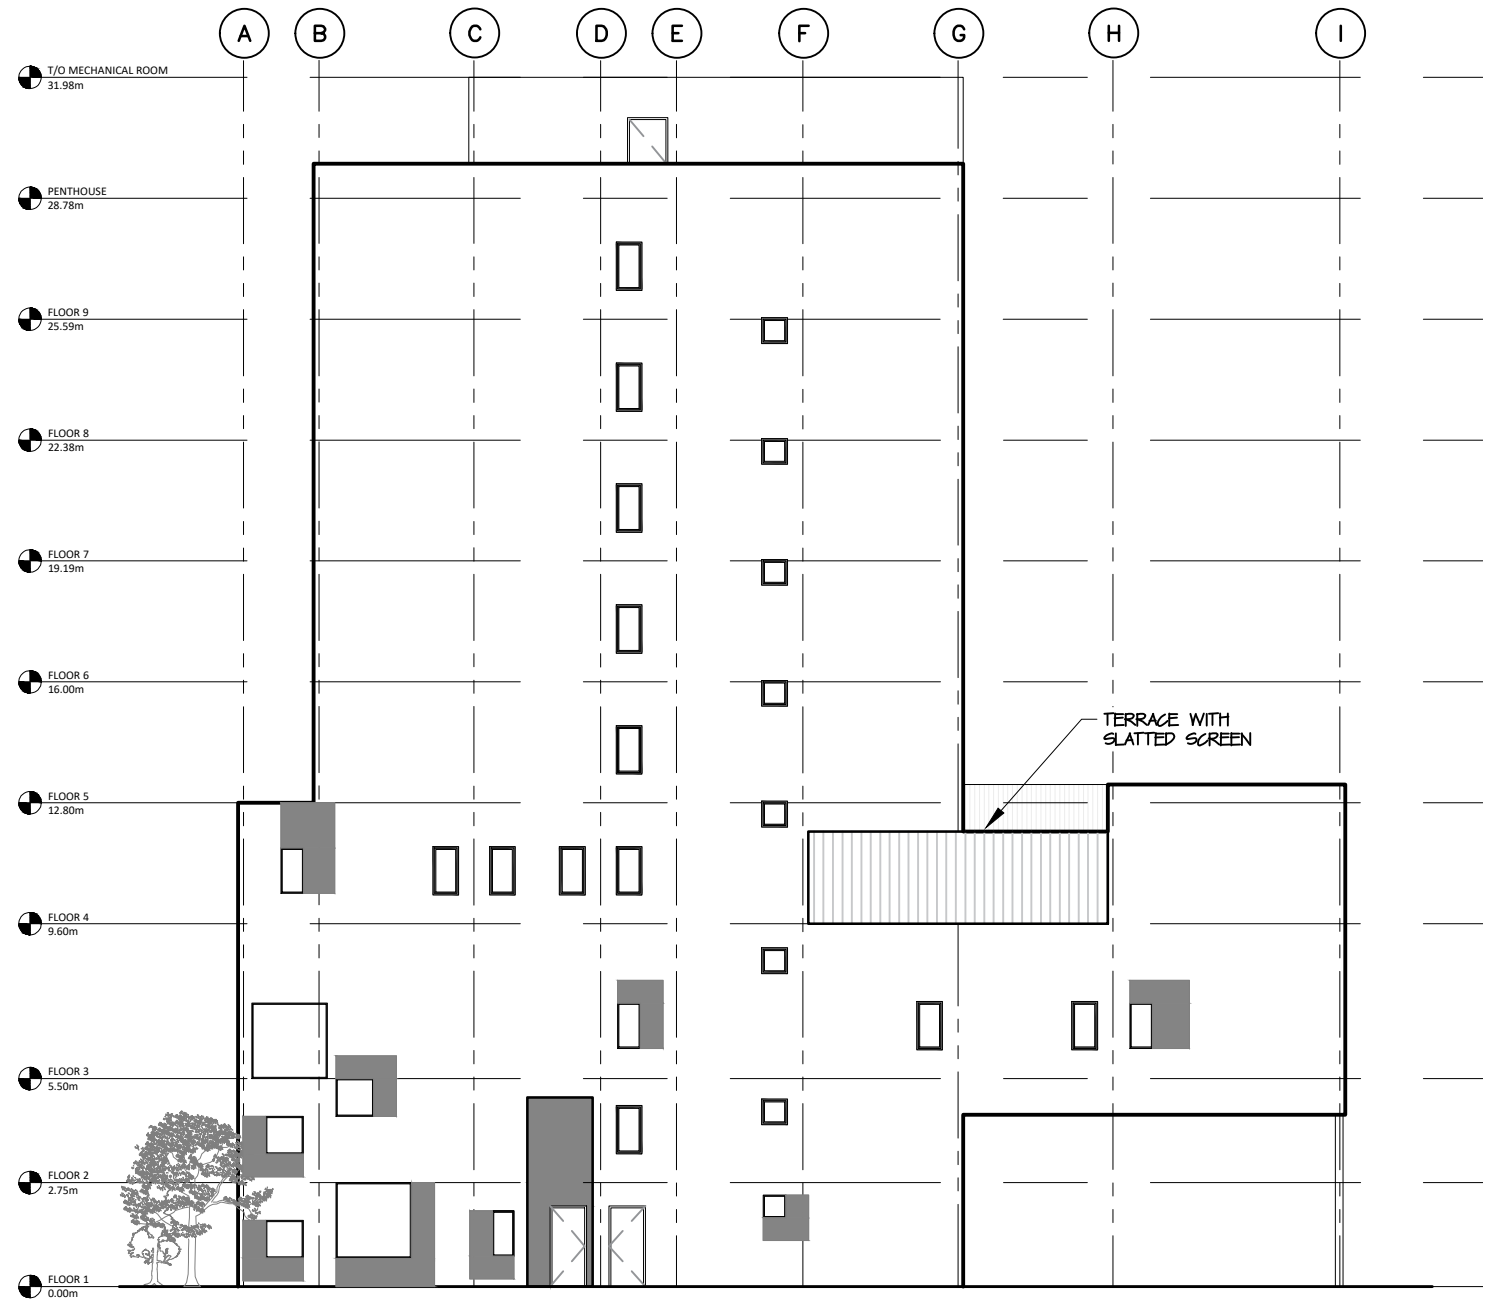 A B C D E F G H I
T/O MECHANICAL ROOM
31.98m
PENTHOUSE
28.78m
FLOOR 9
25.59m
FLOOR 8
22.38m
FLOOR 7
19.19m
FLOOR 6
16.00m
TERRACE WITH
SLATTED SCREEN
FLOOR 5
12.80m
FLOOR 4
9.60m
FLOOR 3
5.50m
FLOOR 2
2.75m
FLOOR 1
0.00m